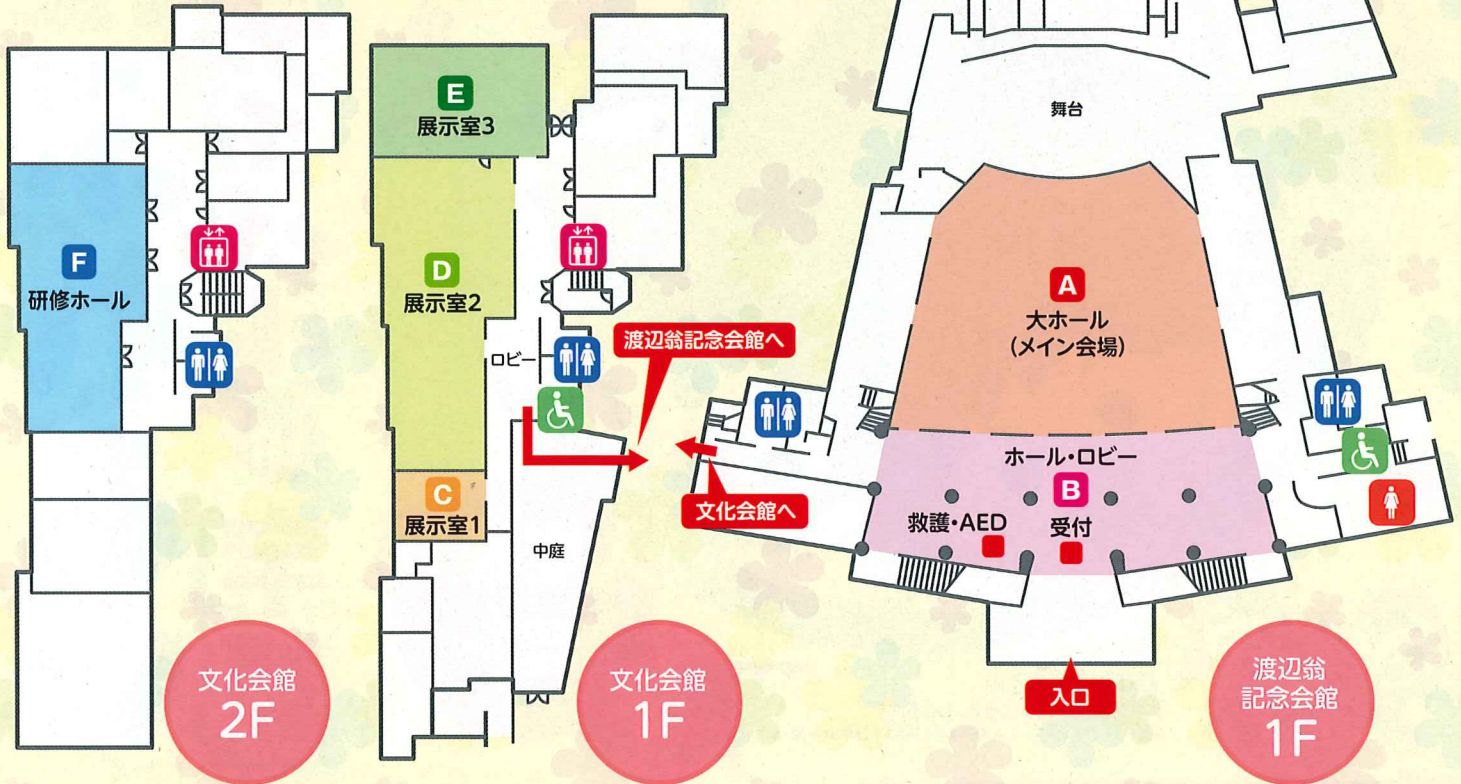 F
研修ホール
文化会館
2F
E
展示室3
D
展示室2
ロビー
C
展示室1
中庭
渡辺翁記念会館へ
文化会館へ
文化会館
1F
舞台
A
大ホール
(メイン会場)
ホール・ロビー
B
救護・AED
受付
入口
渡辺翁
記念会館
1F